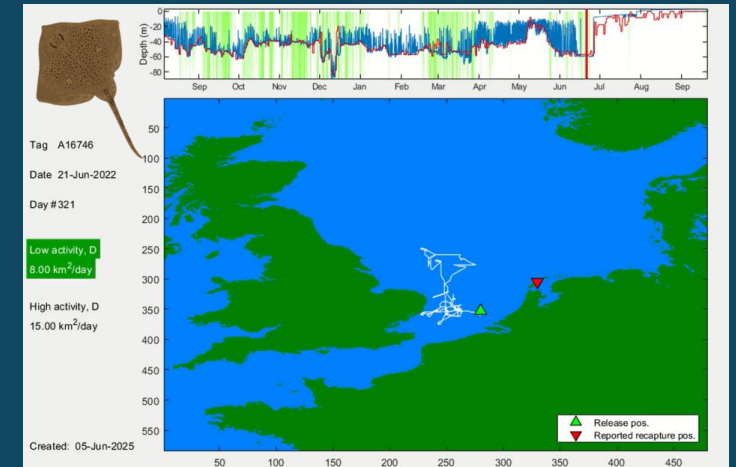 0
-20
-40
-60
-80
Depth (m)
Sep Oct Nov Dec Jan Feb Mar Apr May Jun Jul Aug Sep
Tag A16746
Date 21-Jun-2022
Day #321
Low activity, D
8.00 km²/day
High activity, D
15.00 km²/day
Created: 05-Jun-2025
50
100
150
200
250
300
350
400
450
500
550
50 100 150 200 250 300 350 400 450
Release pos.
Reported recapture pos.